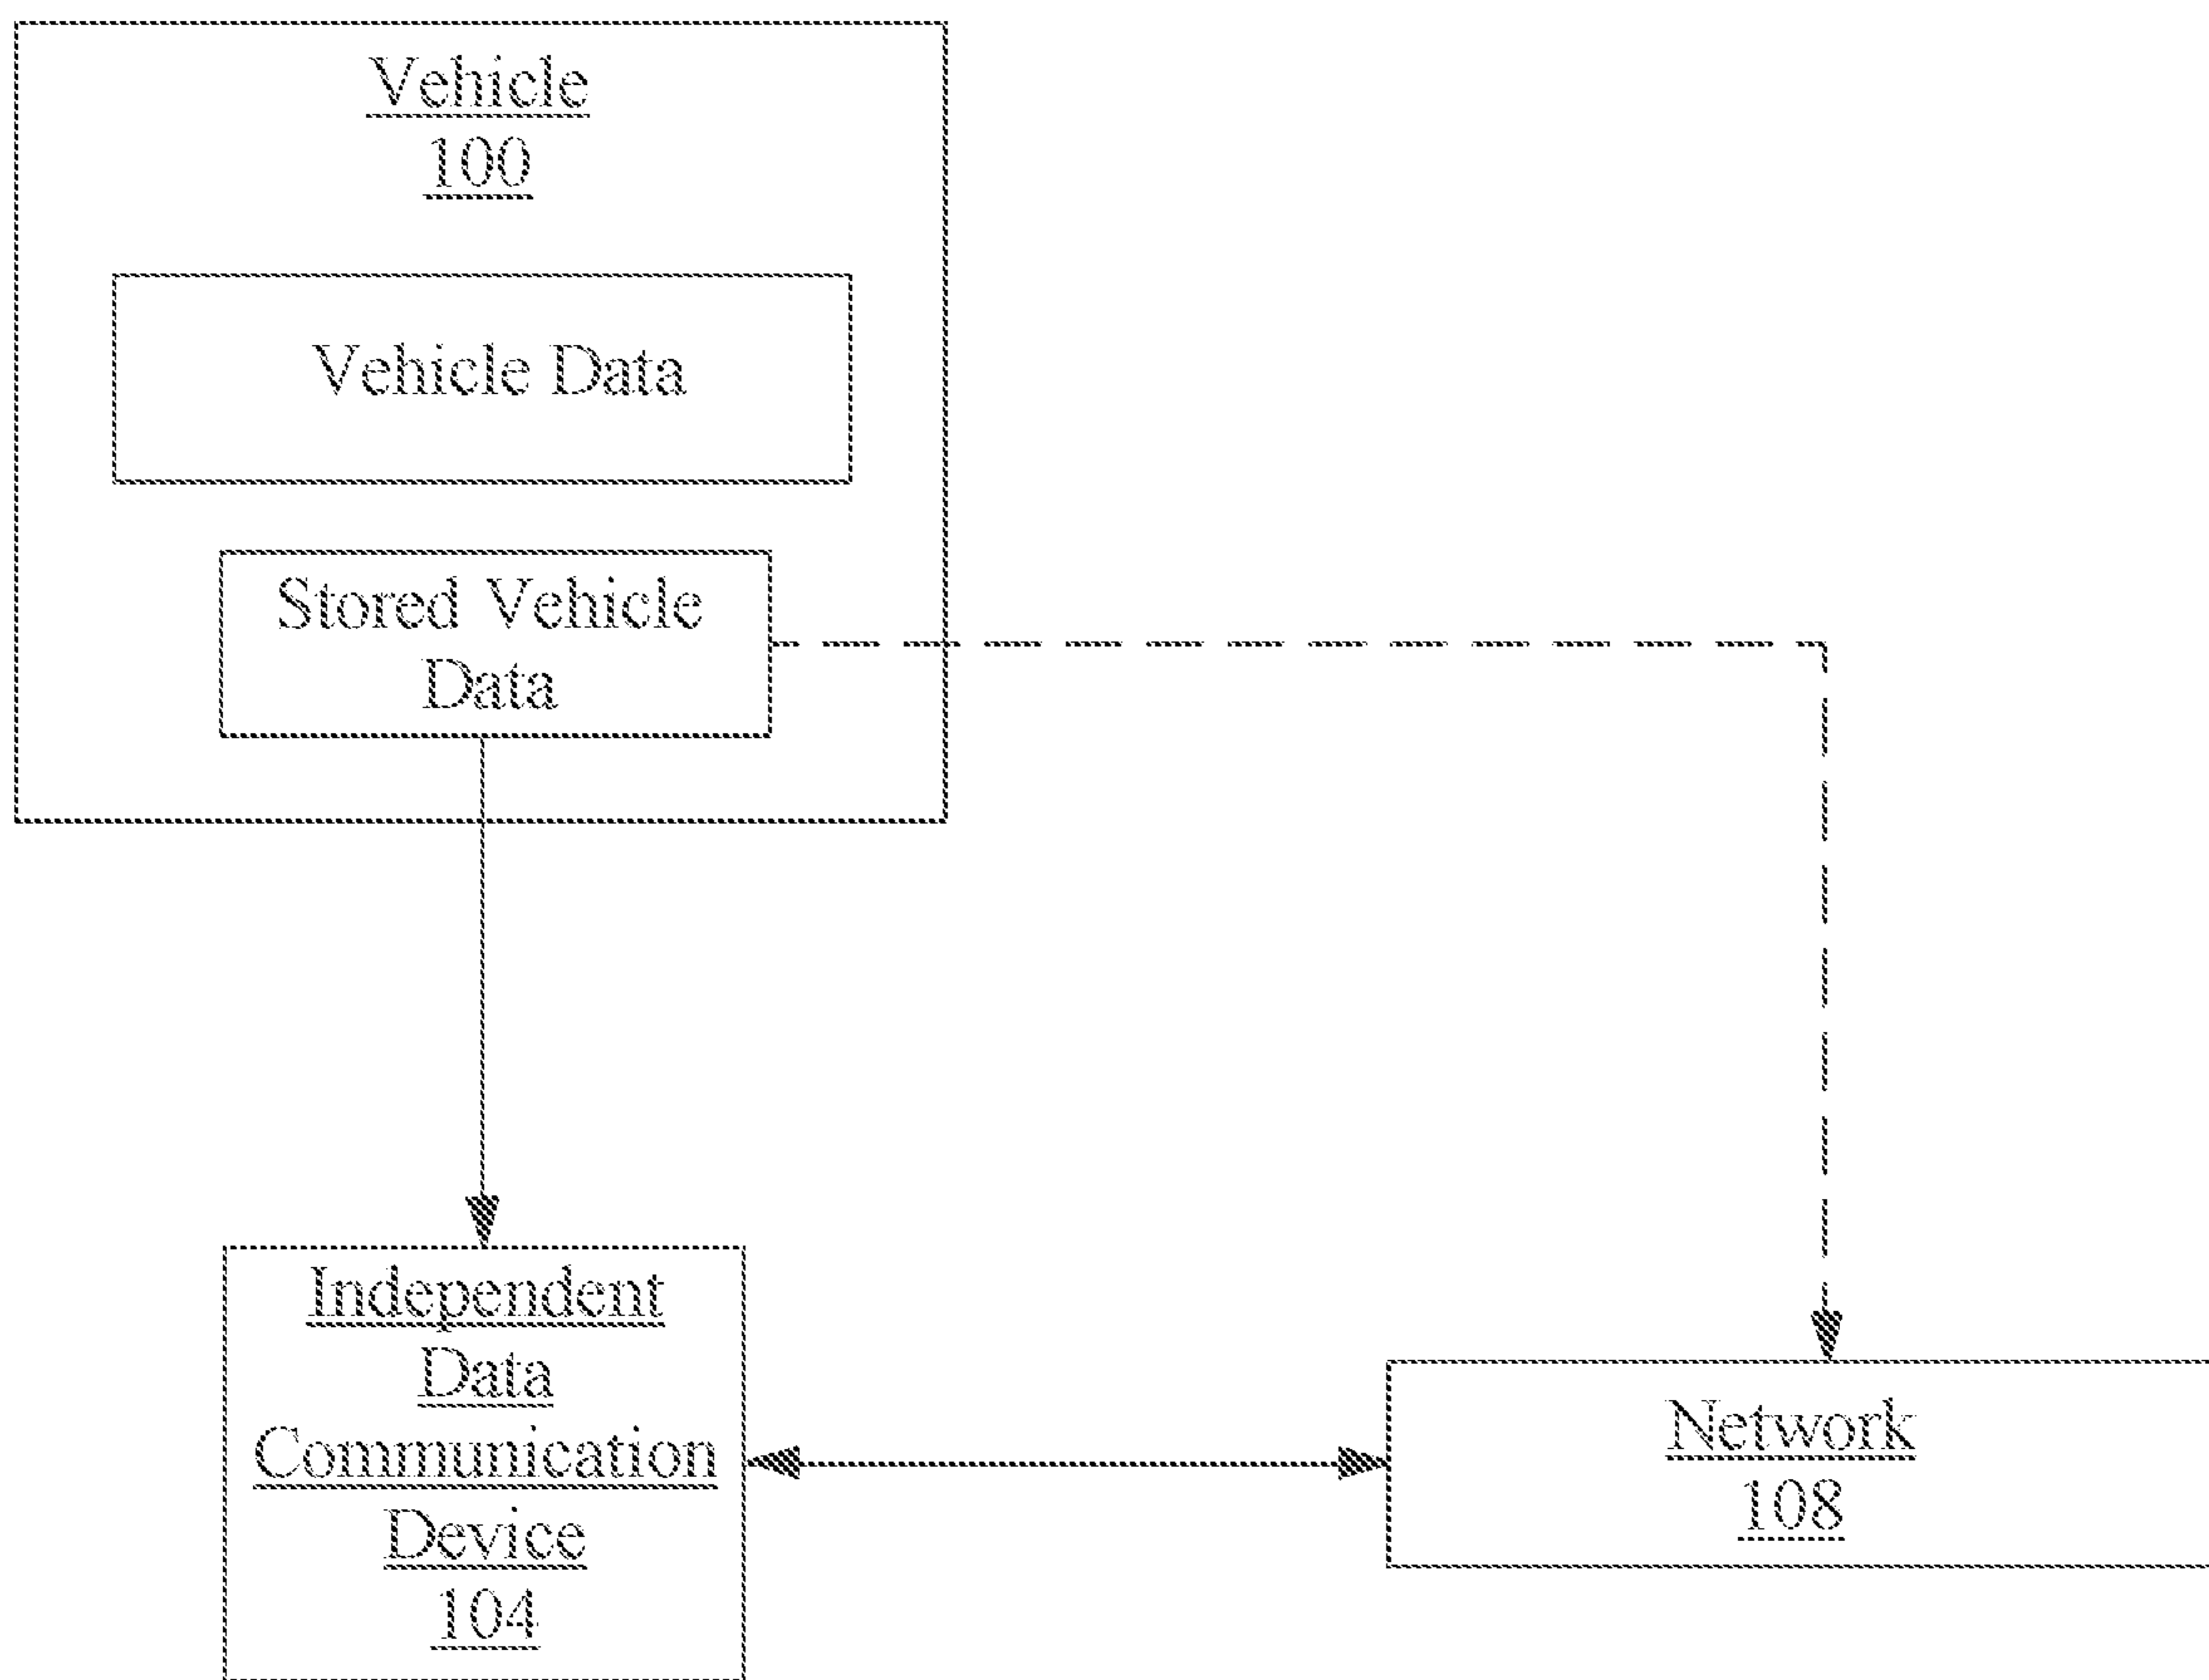 Vehicle
100
Vehicle Data
Stored Vehicle
Data
Independent
Data
Communication
Device
104
Network
108